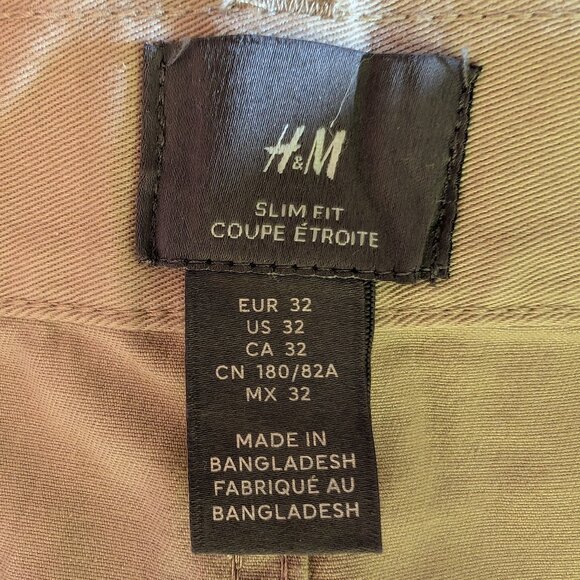 H&M
SLIM FIT
COUPE ÉTROITE
EUR 32
US 32
CA 32
CN 180/82A
MX 32
MADE IN
BANGLADESH
FABRIQUÉ AU
BANGLADESH